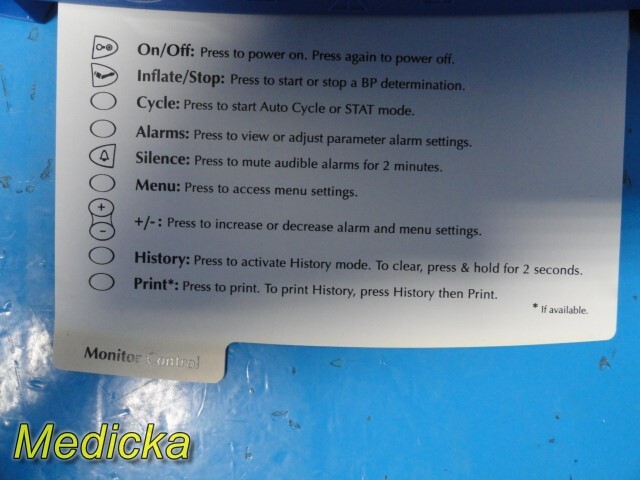 On/Off: Press to power on. Press again to power off.
Inflate/Stop: Press to start or stop a BP determination.
Cycle: Press to start Auto Cycle or STAT mode.
Alarms: Press to view or adjust parameter alarm settings.
Silence: Press to mute audible alarms for 2 minutes.
Menu: Press to access menu settings.
+
-
+/-: Press to increase or decrease alarm and menu settings.
History: Press to activate History mode. To clear, press & hold for 2 seconds.
Print*: Press to print. To print History, press History then Print.
* If available.
Monitor Control
Medicka